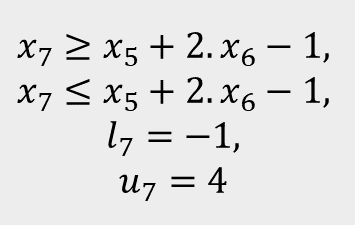 x₇ ≥ x₅ + 2. x₆ − 1,
x₇ ≤ x₅ + 2. x₆ − 1,
l₇ = −1,
u₇ = 4